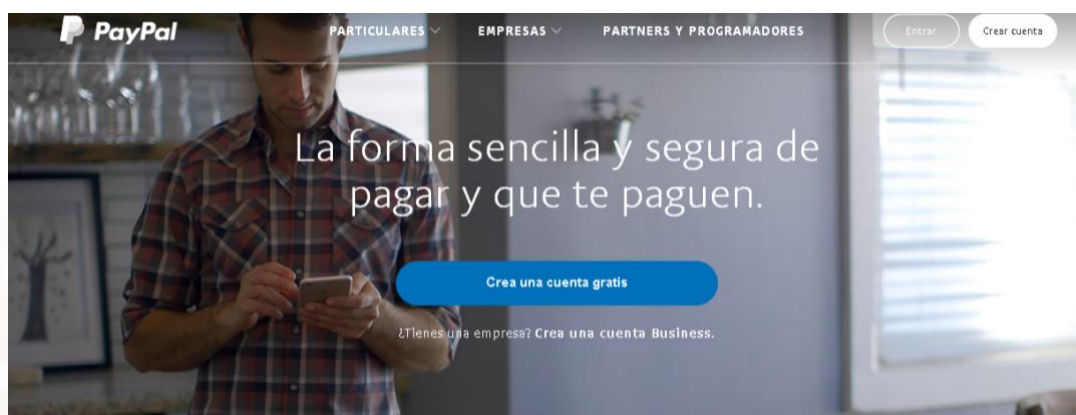 PayPal
PARTICULARES
EMPRESAS
PARTNERS Y PROGRAMADORES
Entrar
Crear cuenta
La forma sencilla y segura de
pagar y que te paguen.
Crea una cuenta gratis
¿Tienes una empresa? Crea una cuenta Business.